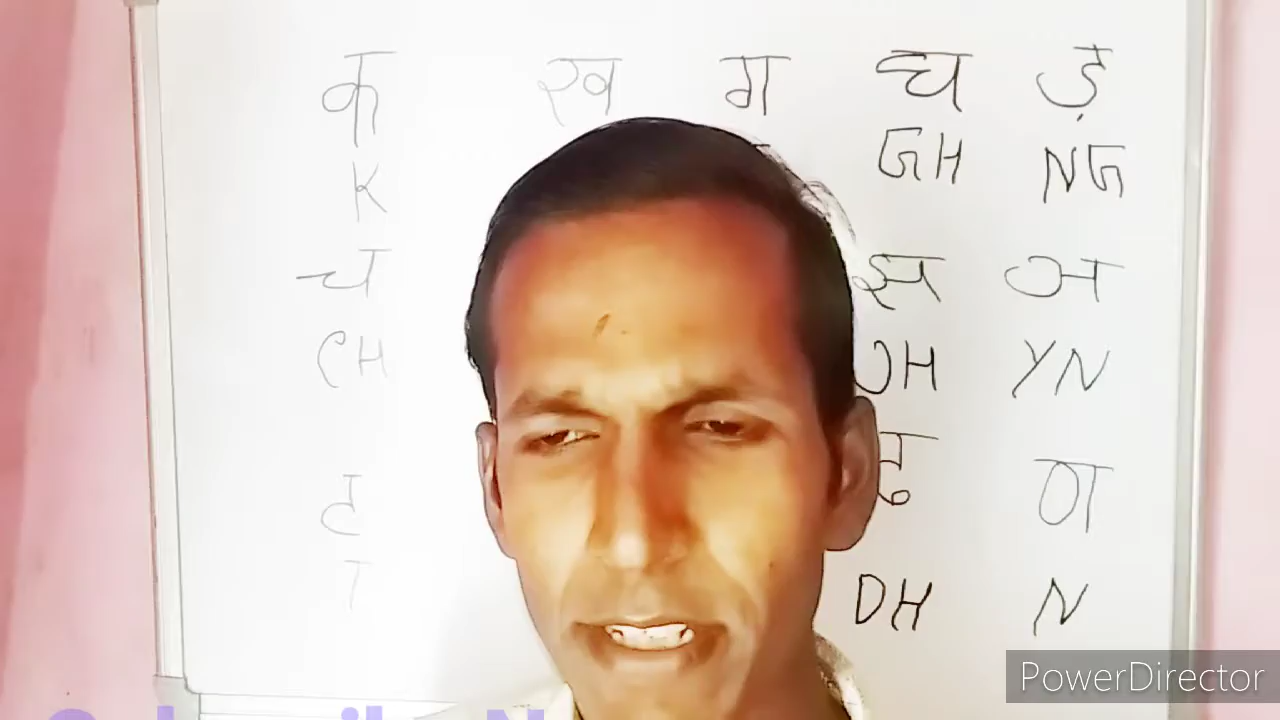 क ख ग घ ङ
K GH NG
च झ ञ
CH JH YN
ट ढ ण
T DH N
PowerDirector